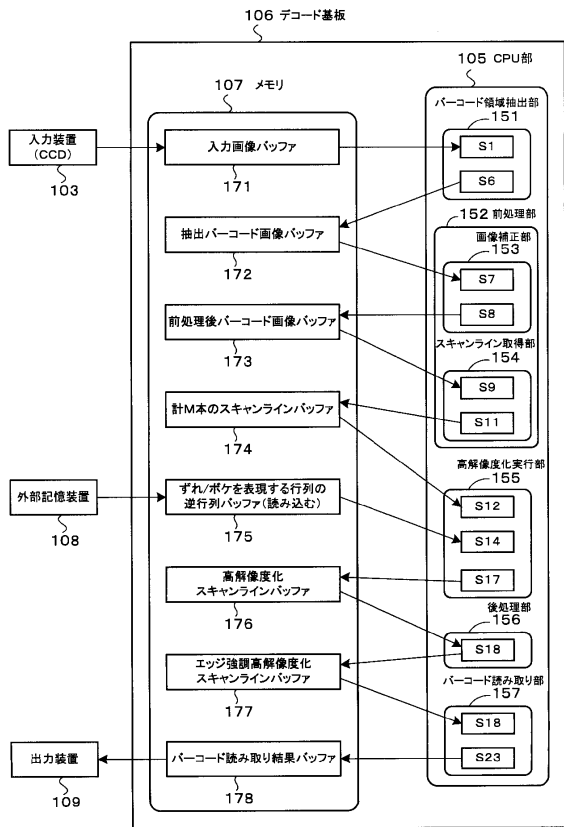 106 デコード基板
105 CPU部
107 メモリ
バーコード領域抽出部
151
入力装置
(CCD)
103
入力画像バッファ
171
S1
S6
抽出バーコード画像バッファ
172
152 前処理部
画像補正部
153
S7
S8
前処理後バーコード画像バッファ
173
スキャンライン取得部
154
S9
S11
計M本のスキャンラインバッファ
174
高解像度化実行部
155
S12
S14
S17
外部記憶装置
108
ずれ/ボケを表現する行列の
逆行列バッファ(読み込む)
175
高解像度化
スキャンラインバッファ
176
後処理部
156
S18
エッジ強調高解像度化
スキャンラインバッファ
177
バーコード読み取り部
157
S18
S23
出力装置
109
バーコード読み取り結果バッファ
178